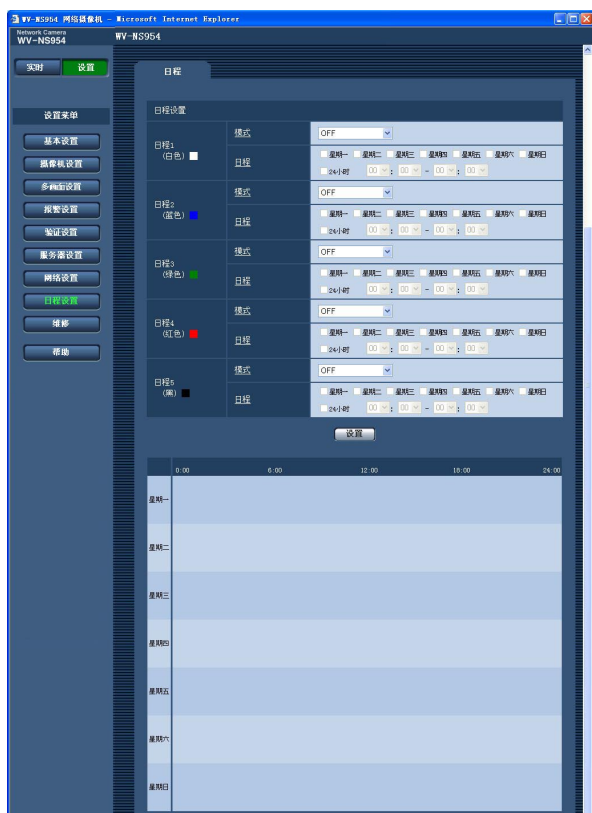 WV-NS954 网络摄像机 - Microsoft Internet Explorer
Network Camera
WV-NS954
WV-NS954
实时
设置
设置菜单
基本设置
摄像机设置
多画面设置
报警设置
验证设置
服务器设置
网络设置
日程设置
维修
帮助
日程
日程设置
日程1
(白色)
模式
OFF
日程
星期一 星期二 星期三 星期四 星期五 星期六 星期日
24小时 00 : 00 - 00 : 00
日程2
(蓝色)
模式
OFF
日程
星期一 星期二 星期三 星期四 星期五 星期六 星期日
24小时 00 : 00 - 00 : 00
日程3
(绿色)
模式
OFF
日程
星期一 星期二 星期三 星期四 星期五 星期六 星期日
24小时 00 : 00 - 00 : 00
日程4
(红色)
模式
OFF
日程
星期一 星期二 星期三 星期四 星期五 星期六 星期日
24小时 00 : 00 - 00 : 00
日程5
(黑)
模式
OFF
日程
星期一 星期二 星期三 星期四 星期五 星期六 星期日
24小时 00 : 00 - 00 : 00
设置
0:00 6:00 12:00 18:00 24:00
星期一
星期二
星期三
星期四
星期五
星期六
星期日